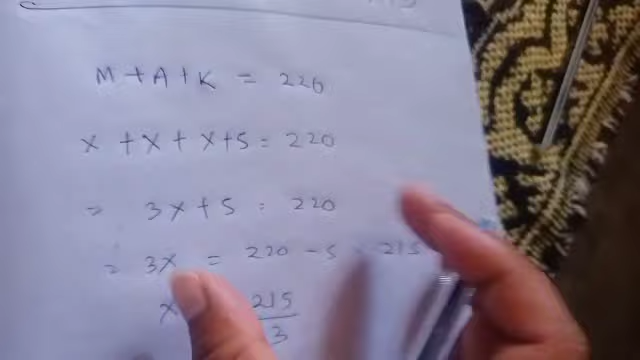 M + A + K = 220
x + x + x + 5 = 220
= 3x + 5 = 220
= 3x = 220 - 5 = 215
x 215/3